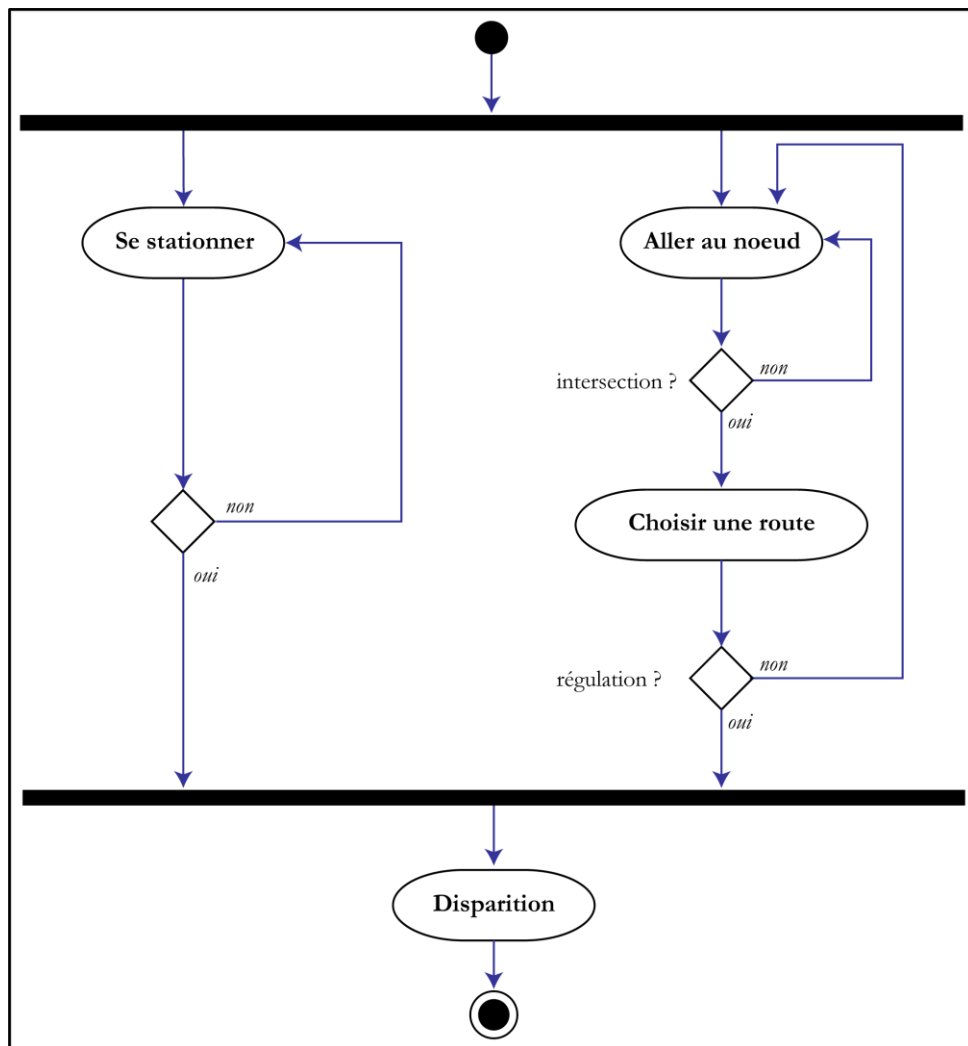 Se stationner
Aller au noeud
intersection ?
non
oui
non
oui
Choisir une route
régulation ?
non
oui
Disparition